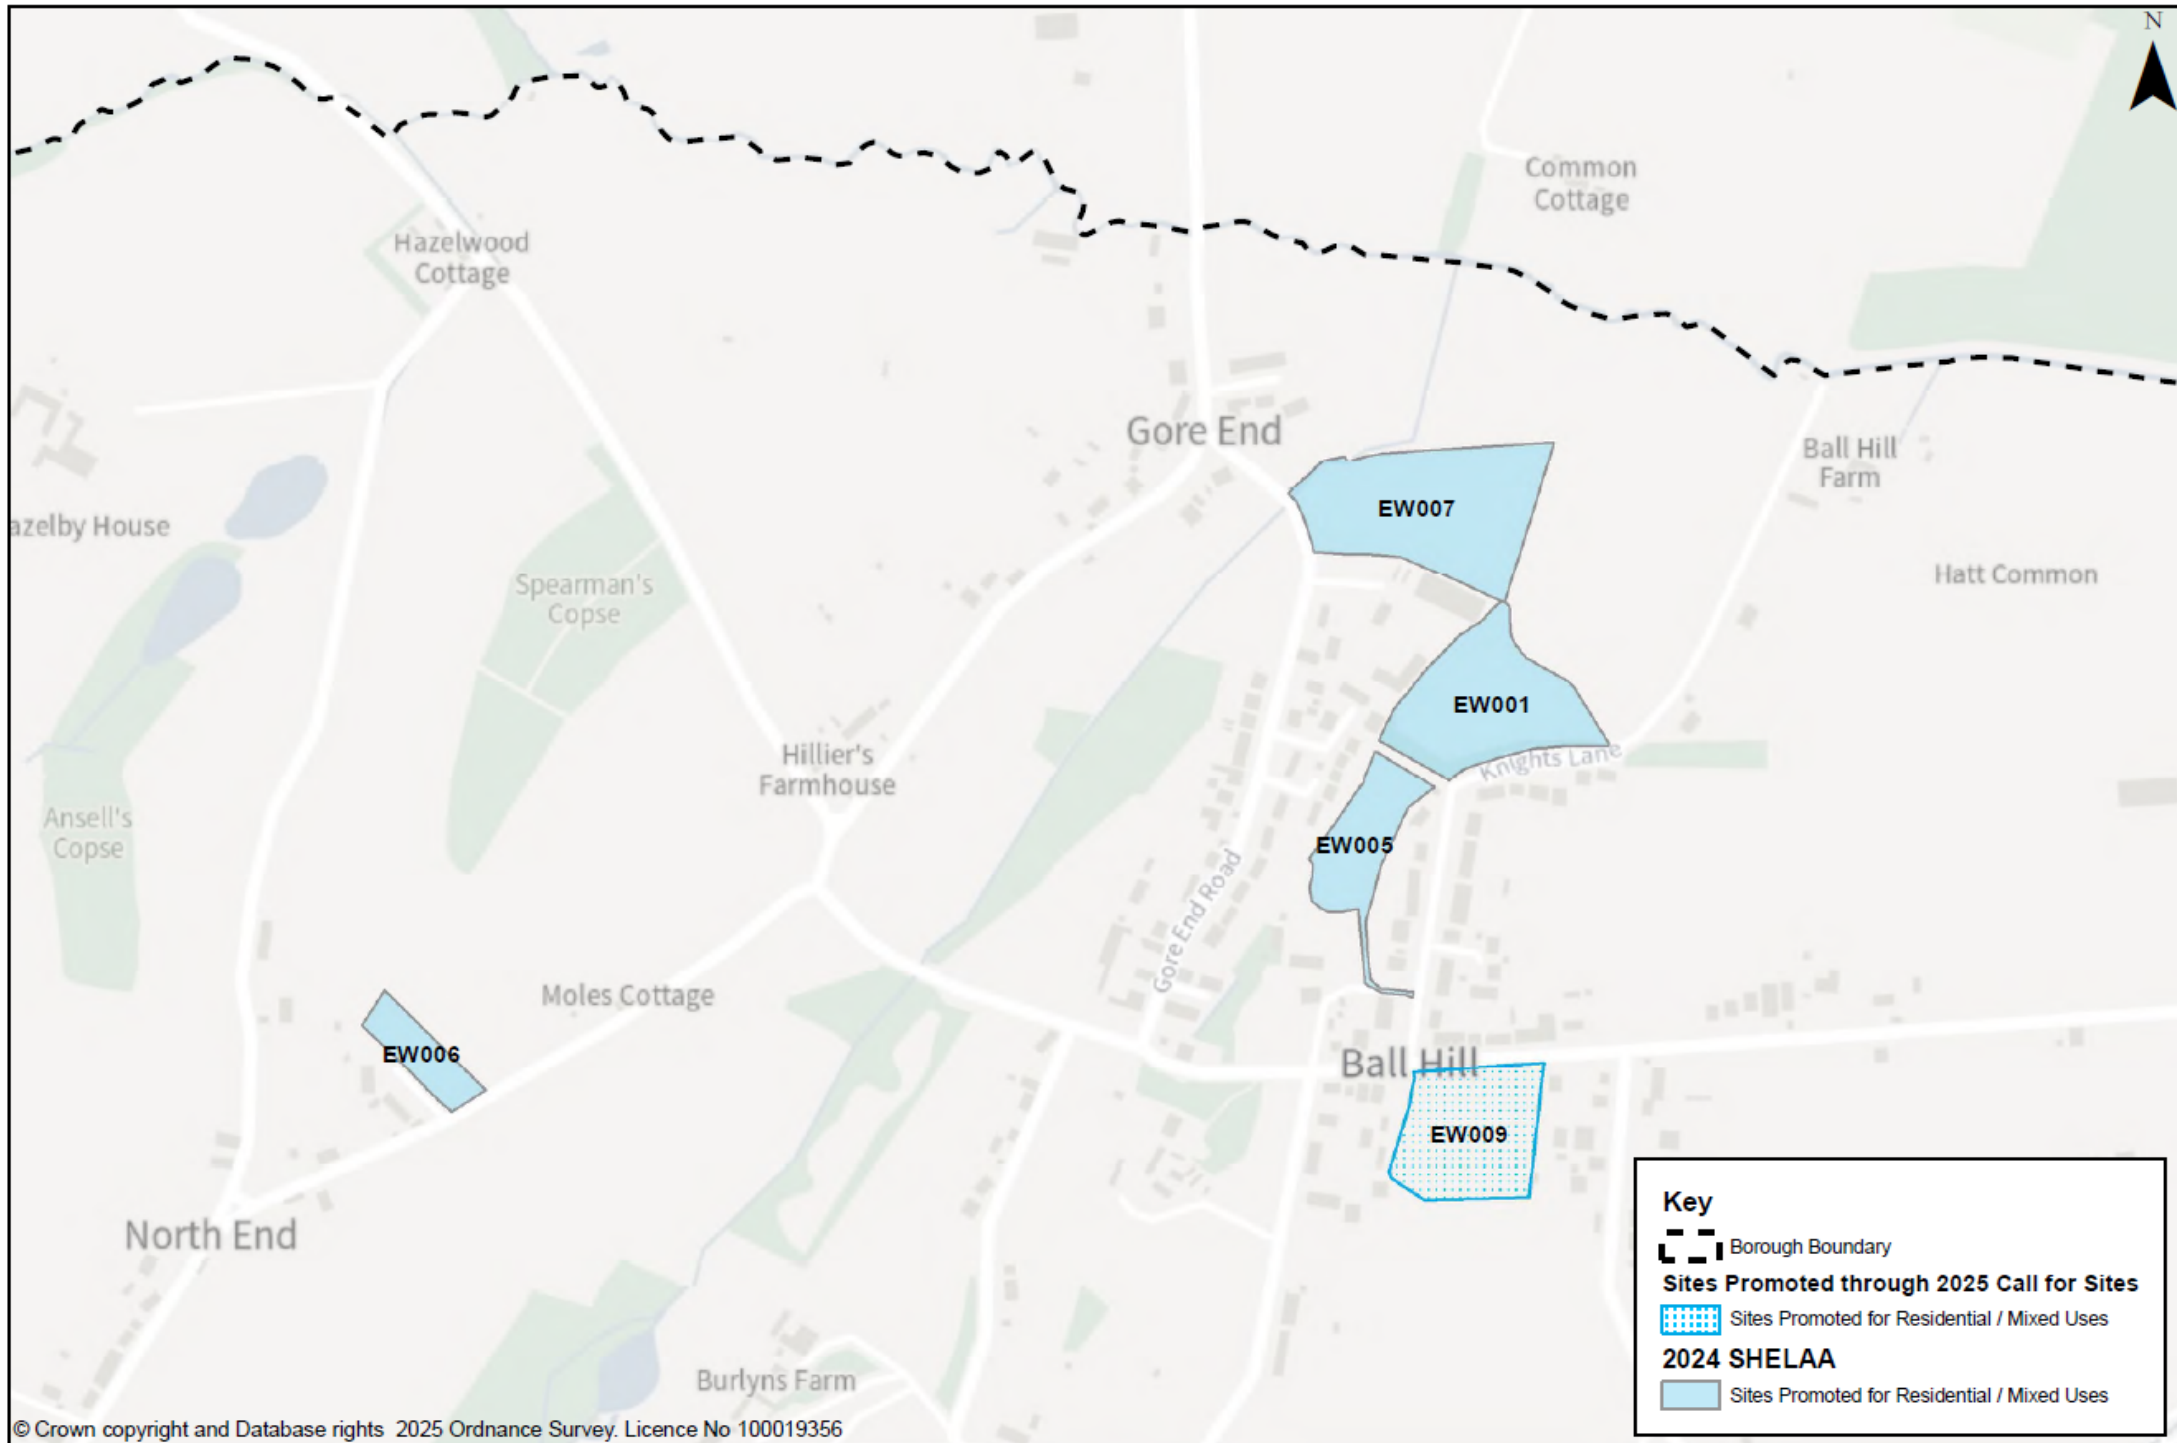 N
Common
Cottage
Hazelwood
Cottage
Gore End
Ball Hill
Farm
EW007
azelby House
Hatt Common
Spearman's
Copse
EW001
Knights Lane
Hillier's
Farmhouse
Ansell's
Copse
EW005
Gore End Road
Moles Cottage
EW006
Ball Hill
EW009
North End
Burlyns Farm
Key
Borough Boundary
Sites Promoted through 2025 Call for Sites
Sites Promoted for Residential / Mixed Uses
2024 SHELAA
Sites Promoted for Residential / Mixed Uses
© Crown copyright and Database rights 2025 Ordnance Survey. Licence No 100019356